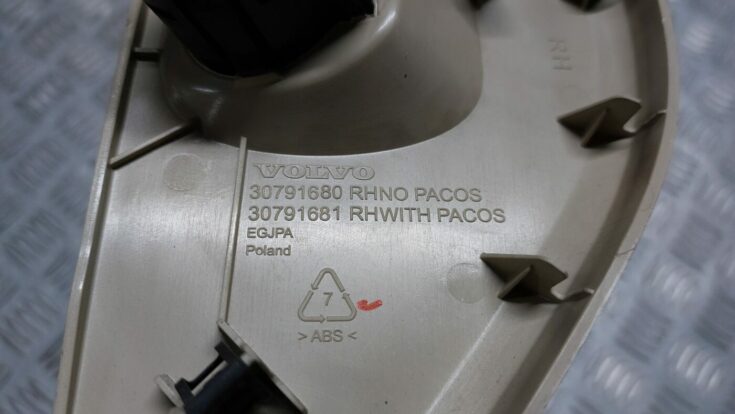 RH
VOLVO
30791680 RHNO PACOS
30791681 RHWITH PACOS
EGJPA
Poland
7
> ABS <